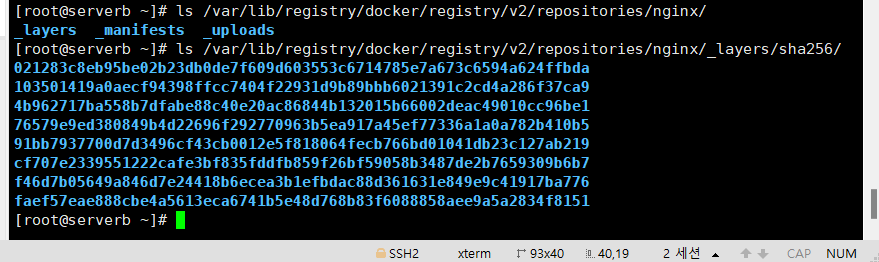 [root@serverb ~]# ls /var/lib/registry/docker/registry/v2/repositories/nginx/
_layers  _manifests  _uploads
[root@serverb ~]# ls /var/lib/registry/docker/registry/v2/repositories/nginx/_layers/sha256/
021283c8eb95be02b23db0de7f609d603553c6714785e7a673c6594a624ffbda
103501419a0aecf94398ffcc7404f22931d9b89bbb6021391c2cd4a286f37ca9
4b962717ba558b7dfabe88c40e20ac86844b132015b66002deac49010cc96be1
76579e9ed380849b4d22696f292770963b5ea917a45ef77336a1a0a782b410b5
91bb7937700d7d3496cf43cb0012e5f818064fecb766bd01041db23c127ab219
cf707e2339551222cafe3bf835fddfb859f26bf59058b3487de2b7659309b6b7
f46d7b05649a846d7e24418b6ecea3b1efbdac88d361631e849e9c41917ba776
faef57eae888cbe4a5613eca6741b5e48d768b83f6088858aee9a5a2834f8151
[root@serverb ~]#
SSH2 xterm 93x40 40,19 2 세션 CAP NUM